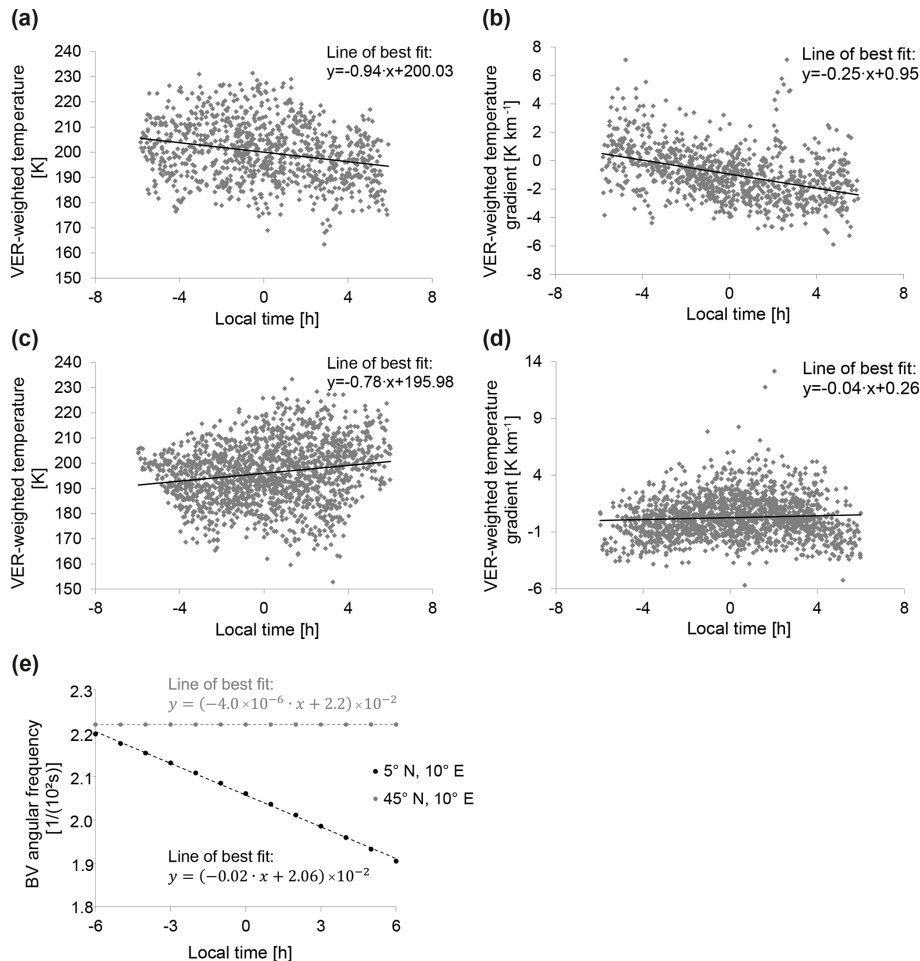 (a)
240
230
220
210
200
190
180
170
160
150
-8
-4
0
4
8
VER-weighted temperature
[K]
Local time [h]
Line of best fit:
y=-0.94·x+200.03
(b)
8
6
4
2
0
-2
-4
-6
-8
-8
-4
0
4
8
VER-weighted temperature
gradient [K km⁻¹]
Local time [h]
Line of best fit:
y=-0.25·x+0.95
(c)
240
230
220
210
200
190
180
170
160
150
-8
-4
0
4
8
VER-weighted temperature
[K]
Local time [h]
Line of best fit:
y=-0.78·x+195.98
(d)
14
9
4
-1
-6
-8
-4
0
4
8
VER-weighted temperature
gradient [K km⁻¹]
Local time [h]
Line of best fit:
y=-0.04·x+0.26
(e)
2.3
2.2
2.1
2.0
1.9
1.8
-6
-3
0
3
6
BV angular frequency
[1/(10²s)]
Local time [h]
Line of best fit:
y = (−4.0×10⁻⁶ · x + 2.2) ×10⁻²
5° N, 10° E
45° N, 10° E
Line of best fit:
y = (−0.02 · x + 2.06) ×10⁻²